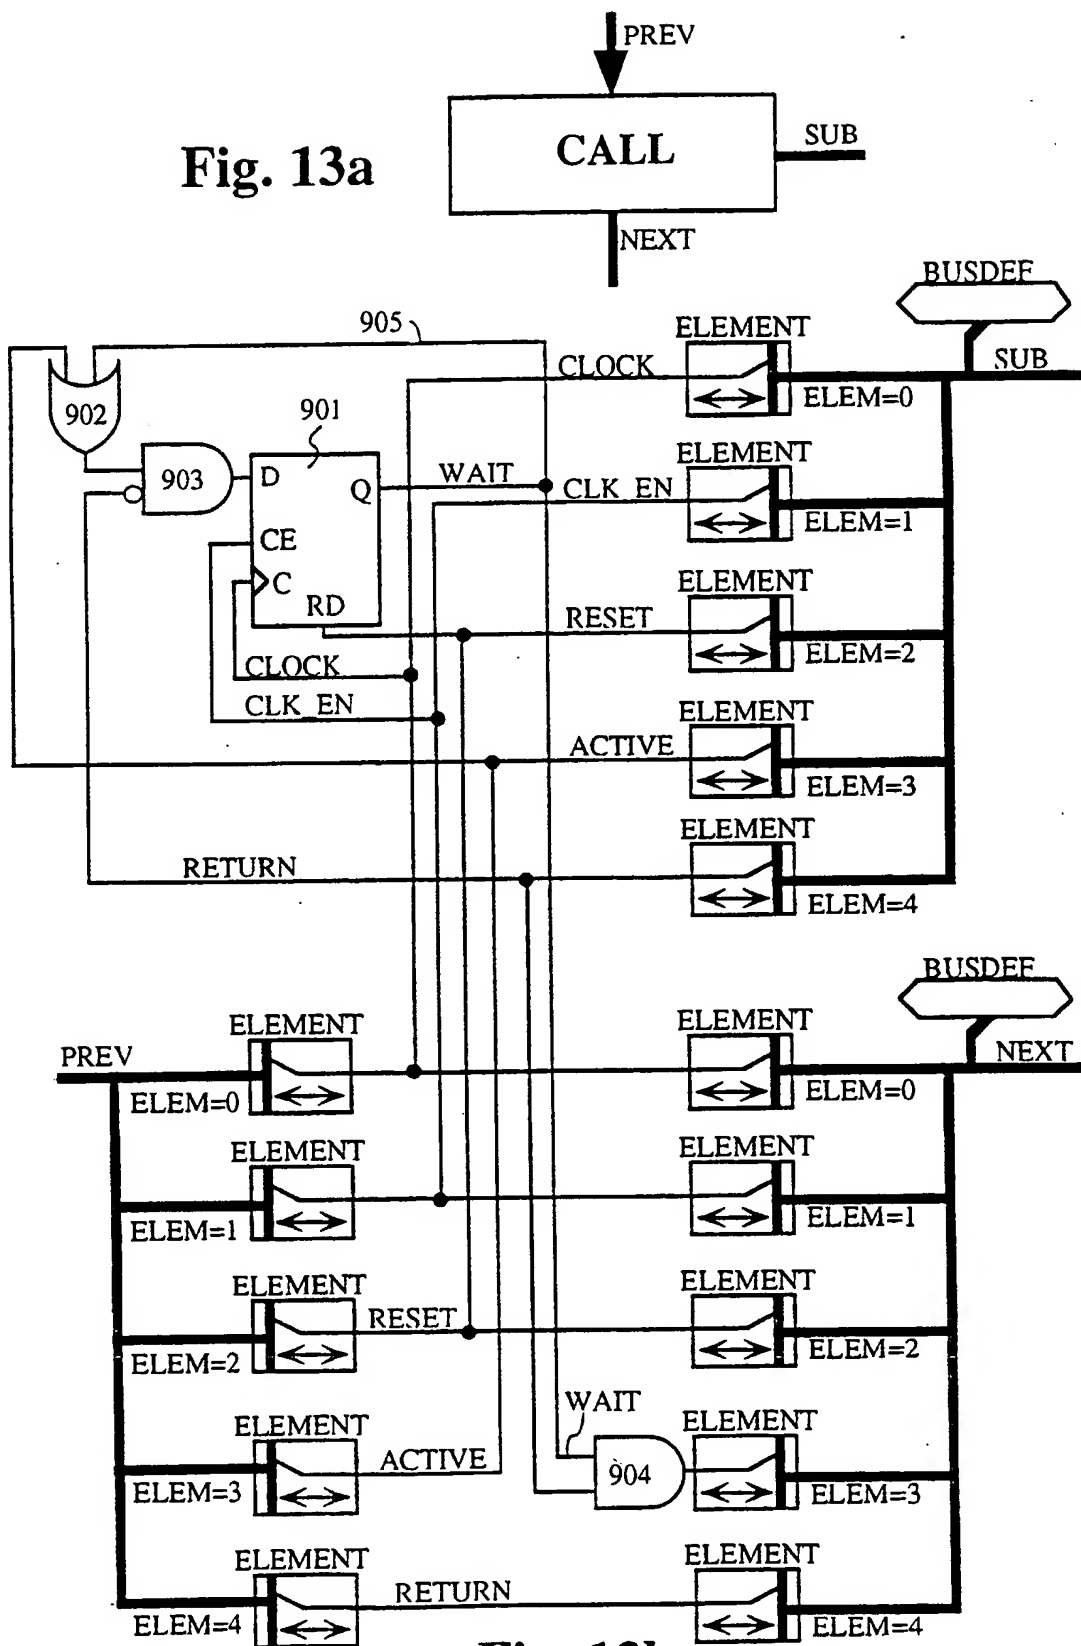 PREV
CALL
SUB
Fig. 13a
NEXT
BUSDEF
905
ELEMENT
CLOCK
SUB
902
ELEM=0
901
903
D
Q
WAIT
ELEMENT
CLK_EN
ELEM=1
CE
C
RD
ELEMENT
RESET
ELEM=2
CLOCK
CLK_EN
ELEMENT
ACTIVE
ELEM=3
ELEMENT
RETURN
ELEM=4
BUSDEF
PREV
ELEMENT
ELEMENT
NEXT
ELEM=0
ELEM=0
ELEMENT
ELEMENT
ELEM=1
ELEM=1
ELEMENT
ELEMENT
RESET
ELEM=2
ELEM=2
WAIT
ELEMENT
ELEMENT
ACTIVE
904
ELEM=3
ELEM=3
ELEMENT
ELEMENT
RETURN
ELEM=4
ELEM=4